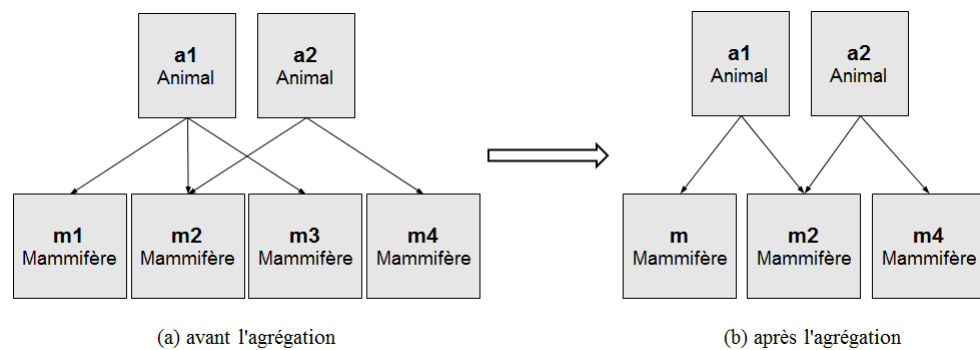 a1
Animal
a2
Animal
m1
Mammifère
m2
Mammifère
m3
Mammifère
m4
Mammifère
(a) avant l'agrégation
a1
Animal
a2
Animal
m
Mammifère
m2
Mammifère
m4
Mammifère
(b) après l'agrégation